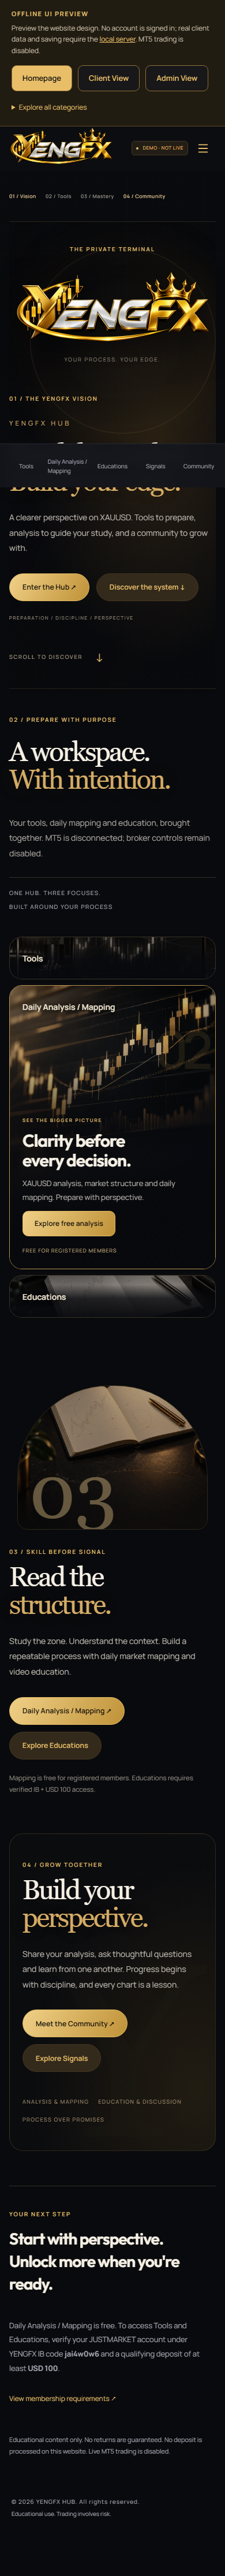 OFFLINE UI PREVIEW
Preview the website design. No account is signed in; real client
data and saving require the local server. MT5 trading is
disabled.
Homepage
Client View
Admin View
▶ Explore all categories
YENGFX
DEMO · NOT LIVE
01 / Vision
02 / Tools
03 / Mastery
04 / Community
THE PRIVATE TERMINAL
YENGFX
YOUR PROCESS. YOUR EDGE.
01 / THE YENGFX VISION
YENGFX HUB
Tools
Daily Analysis /
Mapping
Educations
Signals
Community
Build your edge.
A clearer perspective on XAUUSD. Tools to prepare,
analysis to guide your study, and a community to grow
with.
Enter the Hub ↗
Discover the system ↓
PREPARATION / DISCIPLINE / PERSPECTIVE
SCROLL TO DISCOVER ↓
02 / PREPARE WITH PURPOSE
A workspace.
With intention.
Your tools, daily mapping and education, brought
together. MT5 is disconnected; broker controls remain
disabled.
ONE HUB. THREE FOCUSES.
BUILT AROUND YOUR PROCESS
Tools
Daily Analysis / Mapping
SEE THE BIGGER PICTURE
Clarity before
every decision.
XAUUSD analysis, market structure and daily
mapping. Prepare with perspective.
Explore free analysis
FREE FOR REGISTERED MEMBERS
Educations
03
03 / SKILL BEFORE SIGNAL
Read the
structure.
Study the zone. Understand the context. Build a
repeatable process with daily market mapping and
video education.
Daily Analysis / Mapping ↗
Explore Educations
Mapping is free for registered members. Educations requires
verified IB + USD 100 access.
04 / GROW TOGETHER
Build your
perspective.
Share your analysis, ask thoughtful questions
and learn from one another. Progress begins
with discipline, and every chart is a lesson.
Meet the Community ↗
Explore Signals
ANALYSIS & MAPPING
EDUCATION & DISCUSSION
PROCESS OVER PROMISES
YOUR NEXT STEP
Start with perspective.
Unlock more when you're
ready.
Daily Analysis / Mapping is free. To access Tools and
Educations, verify your JUSTMARKET account under
YENGFX IB code jai4w0w6 and a qualifying deposit of at
least USD 100.
View membership requirements ↗
Educational content only. No returns are guaranteed. No deposit is
processed on this website. Live MT5 trading is disabled.
© 2026 YENGFX HUB. All rights reserved.
Educational use. Trading involves risk.